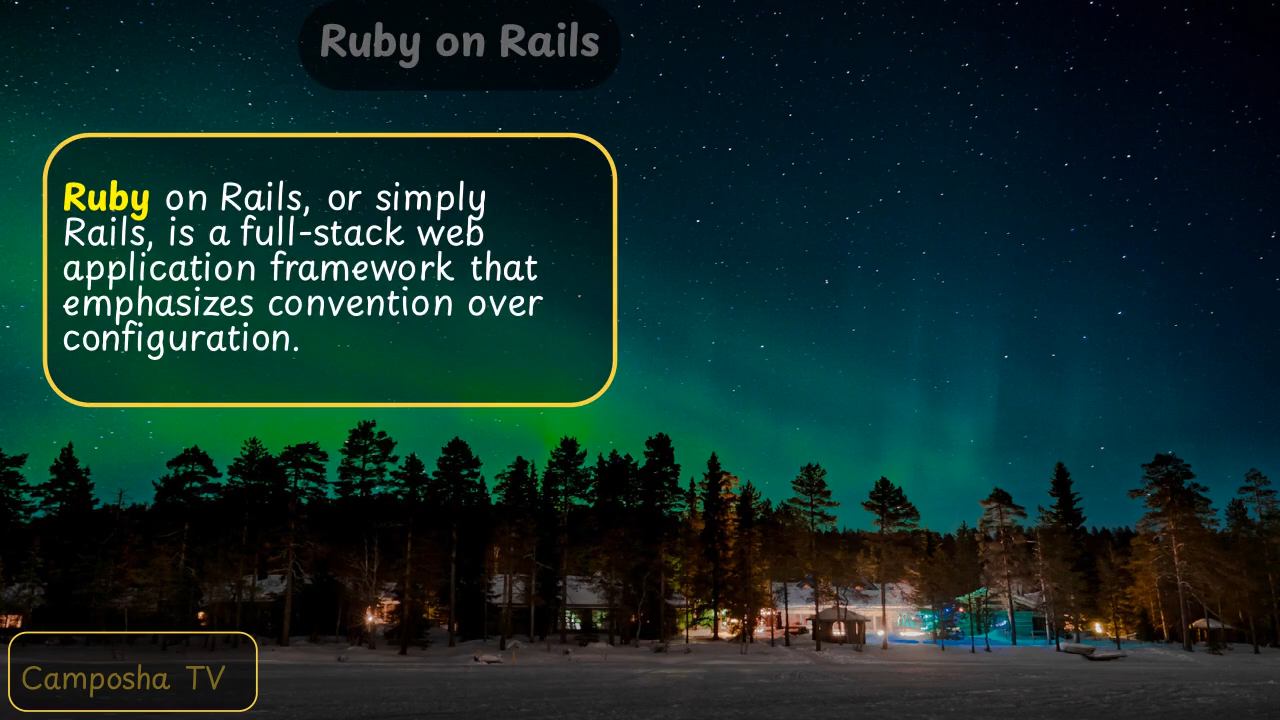 Ruby on Rails
Ruby on Rails, or simply
Rails, is a full-stack web
application framework that
emphasizes convention over
configuration.
Camposha TV